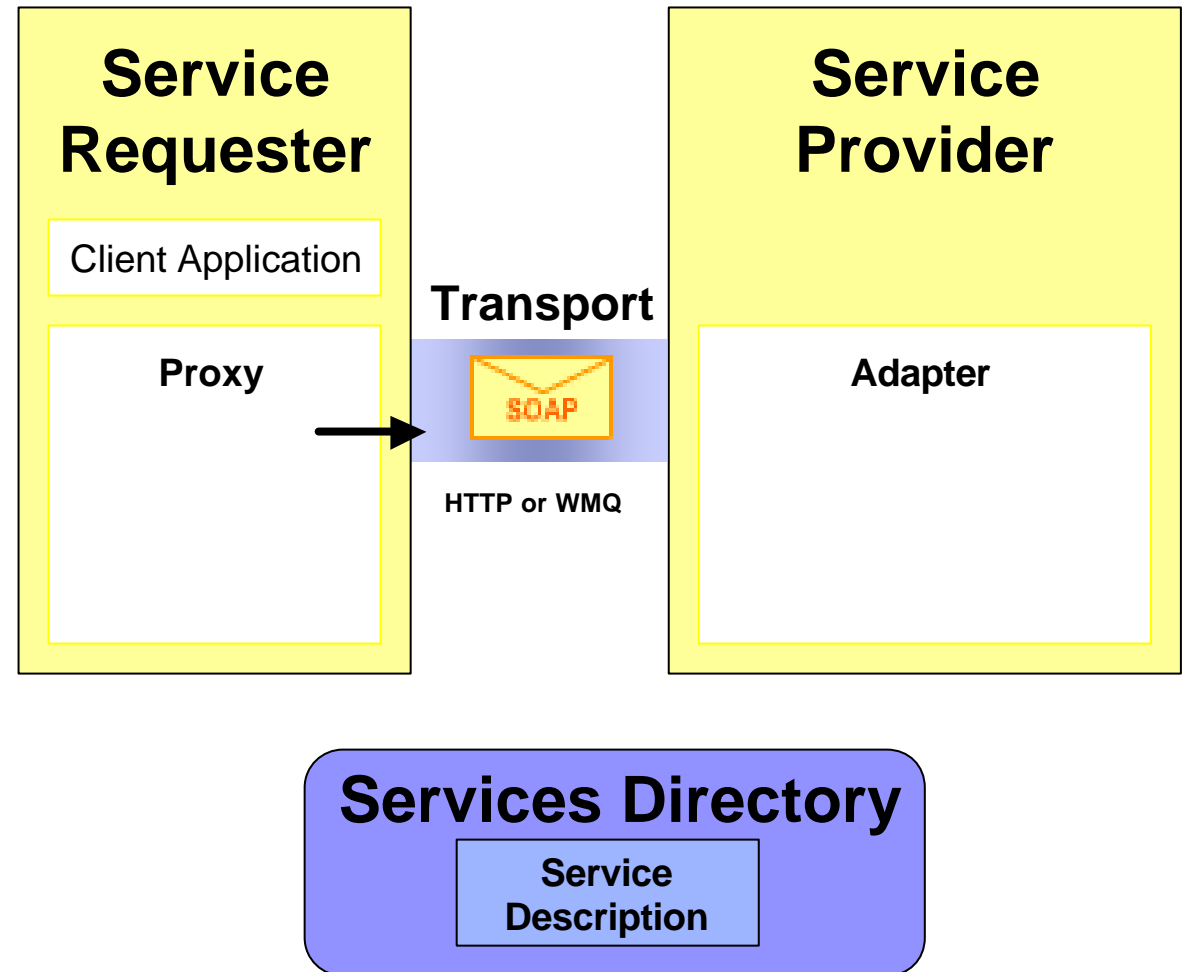 Service
Requester
Client Application
Proxy
Transport
SOAP
HTTP or WMQ
Service
Provider
Adapter
Services Directory
Service
Description